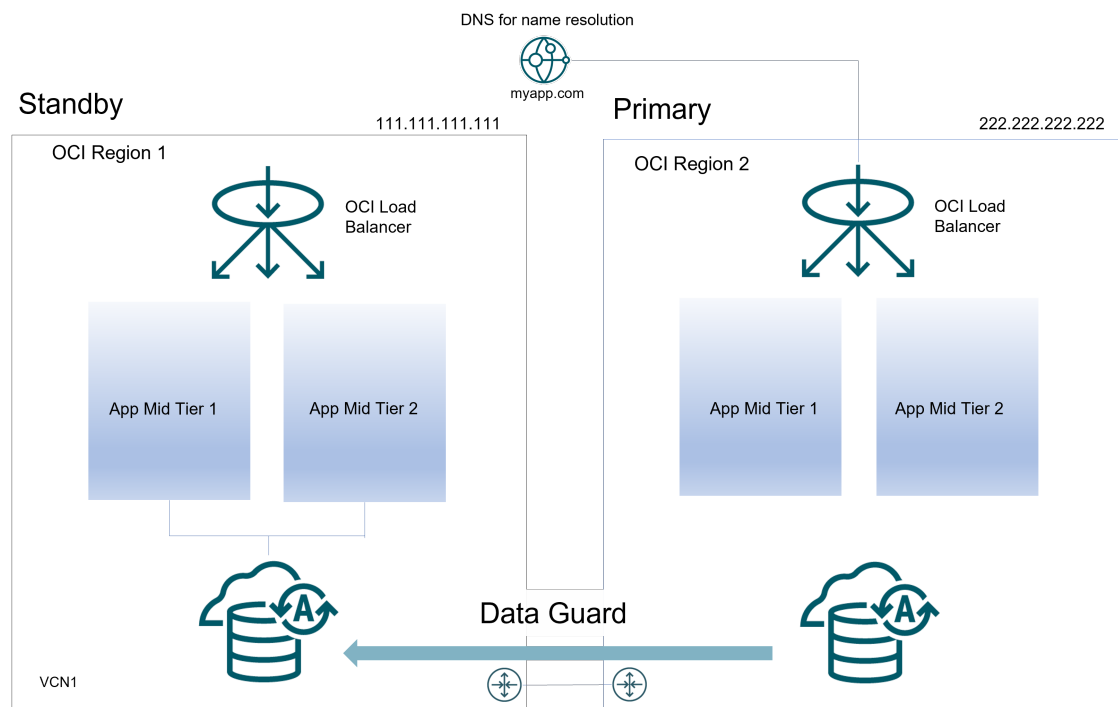 DNS for name resolution
myapp.com
Standby
111.111.111.111
OCI Region 1
OCI Load
Balancer
App Mid Tier 1
App Mid Tier 2
A
VCN1
Primary
222.222.222.222
OCI Region 2
OCI Load
Balancer
App Mid Tier 1
App Mid Tier 2
A
Data Guard